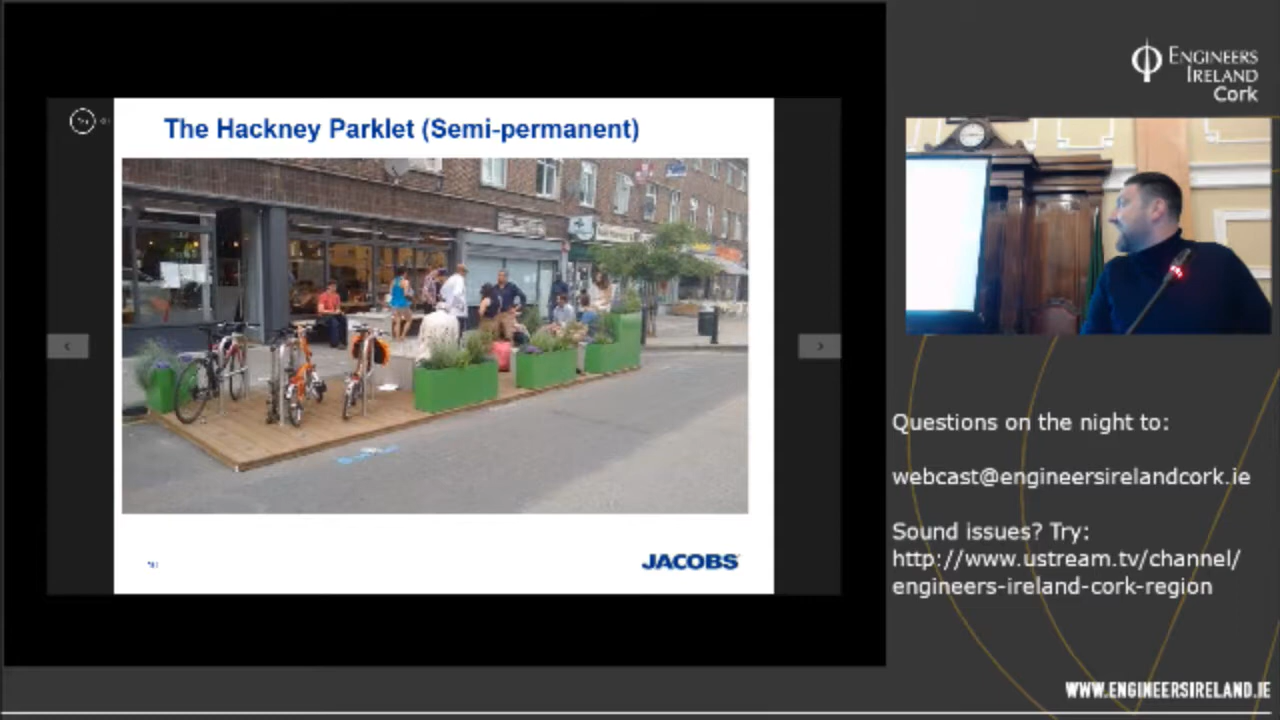 The Hackney Parklet (Semi-permanent)
JACOBS
ENGINEERS
IRELAND
Cork
Questions on the night to:
webcast@engineersirelandcork.ie
Sound issues? Try:
http://www.ustream.tv/channel/
engineers-ireland-cork-region
WWW.ENGINEERSIRELAND.IE